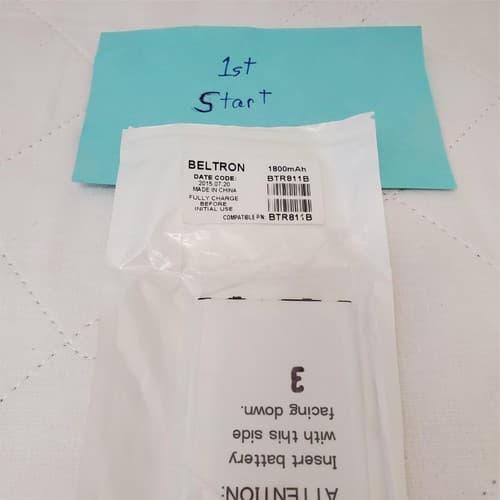 1st
Start
BELTRON
1800mAh
DATE CODE:
BTR811B
2015.07.20
MADE IN CHINA
FULLY CHARGE
BEFORE
INITIAL USE
COMPATIBLE P/N: BTR811B
ATTENTION:
Insert battery
with this side
facing down.
3